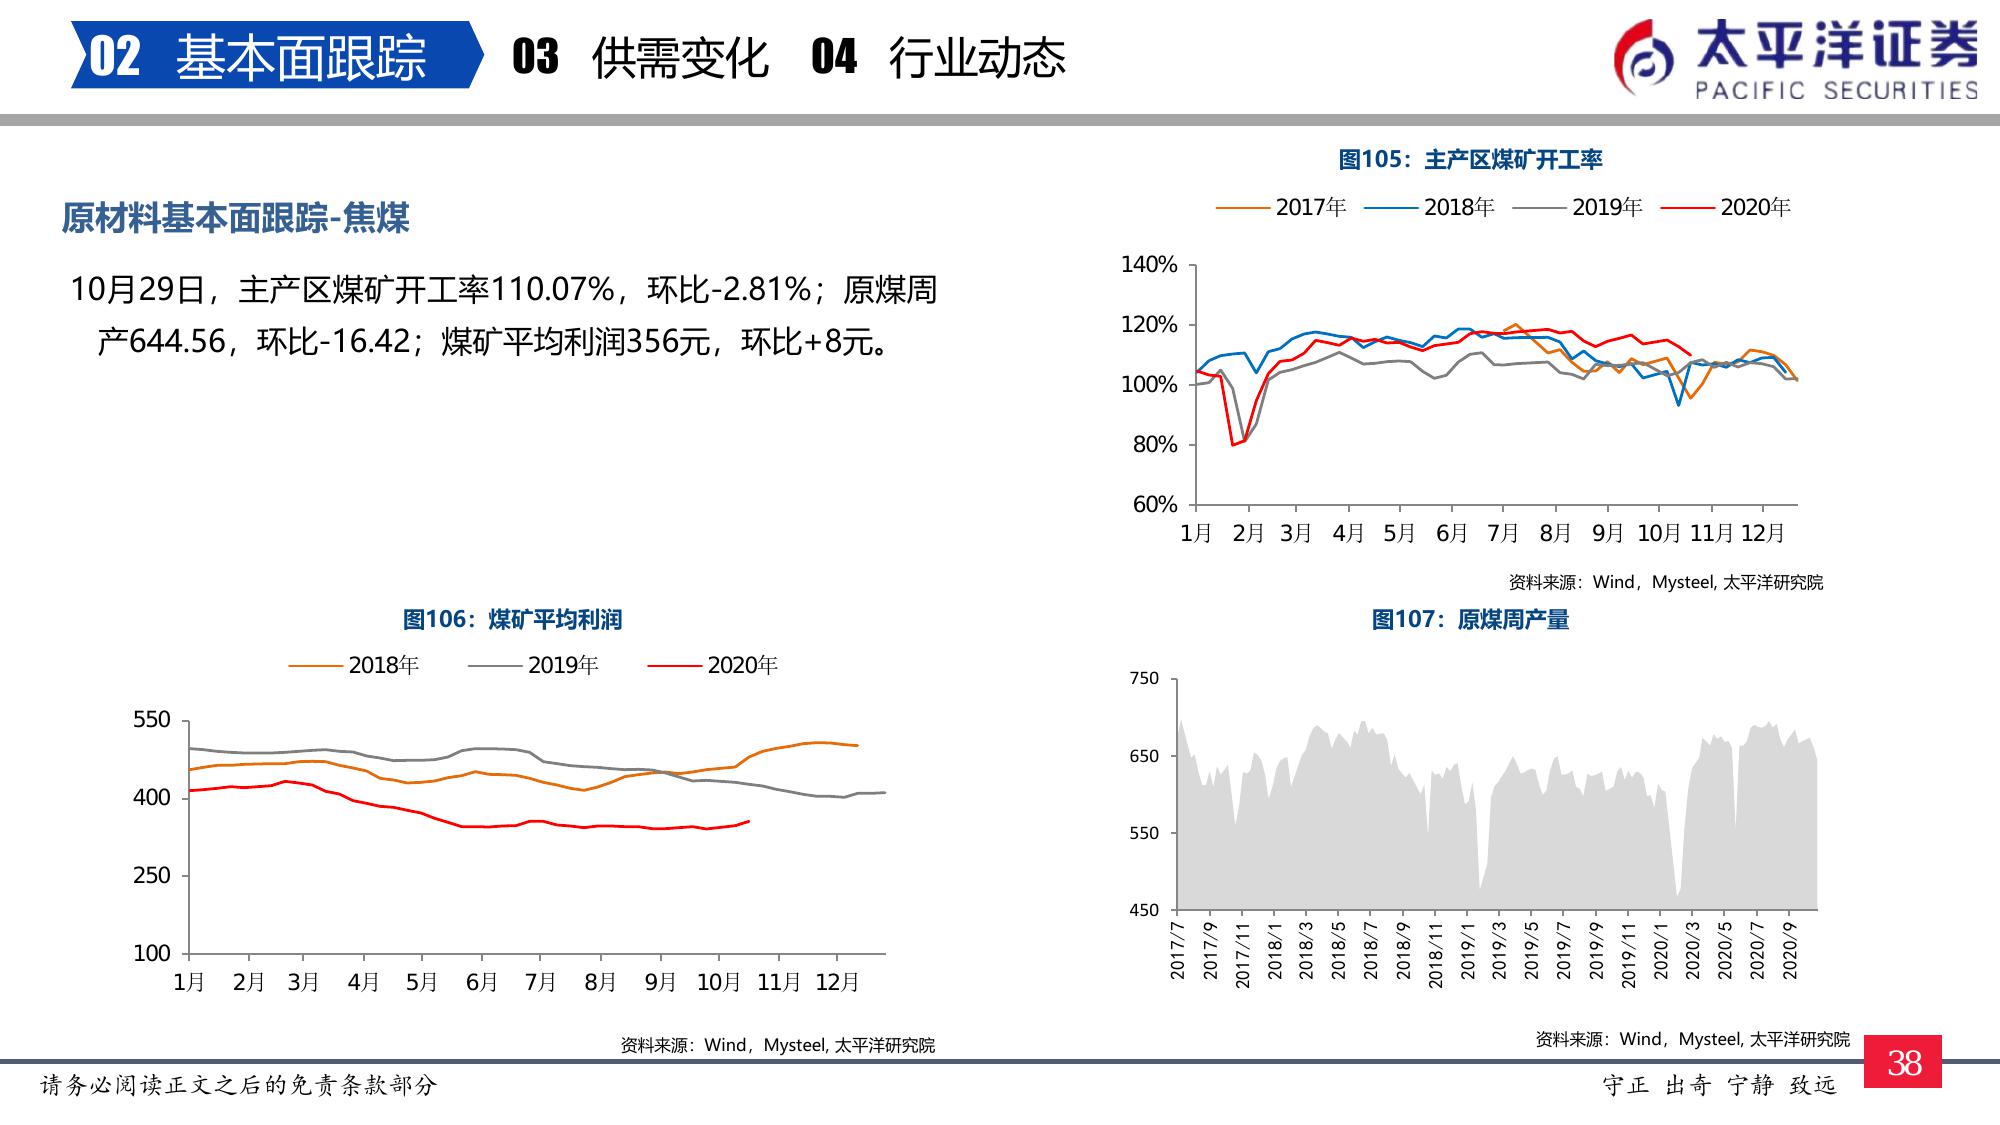 02 基本面跟踪 03 供需变化 04 行业动态
太平洋证券
PACIFIC SECURITIES
原材料基本面跟踪-焦煤
10月29日，主产区煤矿开工率110.07%，环比-2.81%；原煤周
产644.56，环比-16.42；煤矿平均利润356元，环比+8元。
图105：主产区煤矿开工率
2017年 2018年 2019年 2020年
140%
120%
100%
80%
60%
1月 2月 3月 4月 5月 6月 7月 8月 9月 10月 11月 12月
资料来源：Wind，Mysteel, 太平洋研究院
图106：煤矿平均利润
2018年 2019年 2020年
550
400
250
100
1月 2月 3月 4月 5月 6月 7月 8月 9月 10月 11月 12月
资料来源：Wind，Mysteel, 太平洋研究院
图107：原煤周产量
750
650
550
450
2017/7 2017/9 2017/11 2018/1 2018/3 2018/5 2018/7 2018/9 2018/11 2019/1 2019/3 2019/5 2019/7 2019/9 2019/11 2020/1 2020/3 2020/5 2020/7 2020/9
资料来源：Wind，Mysteel, 太平洋研究院
请务必阅读正文之后的免责条款部分
守正 出奇 宁静 致远
38